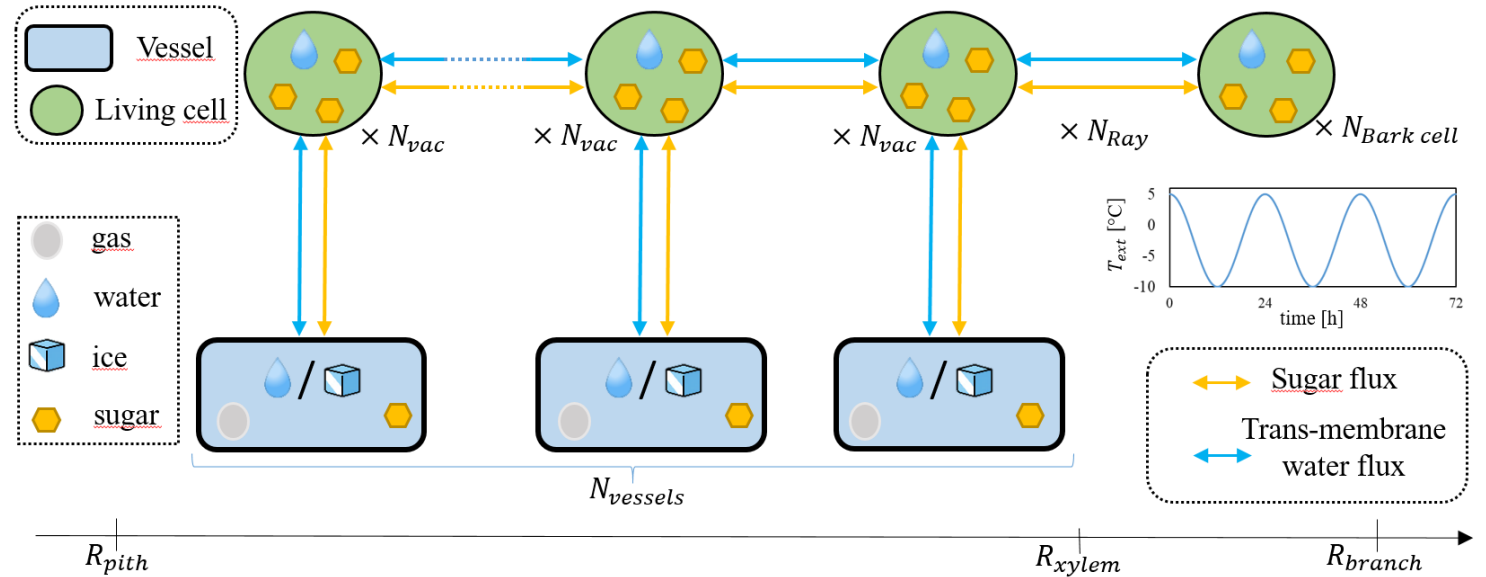 Vessel
Living cell
× N_vac
× N_vac
× N_vac
× N_Ray
× N_Bark cell
gas
water
ice
sugar
/
/
/
N_vessels
T_ext [°C]
5
0
-5
-10
0
24
48
72
time [h]
Sugar flux
Trans-membrane
water flux
R_pith
R_xylem
R_branch